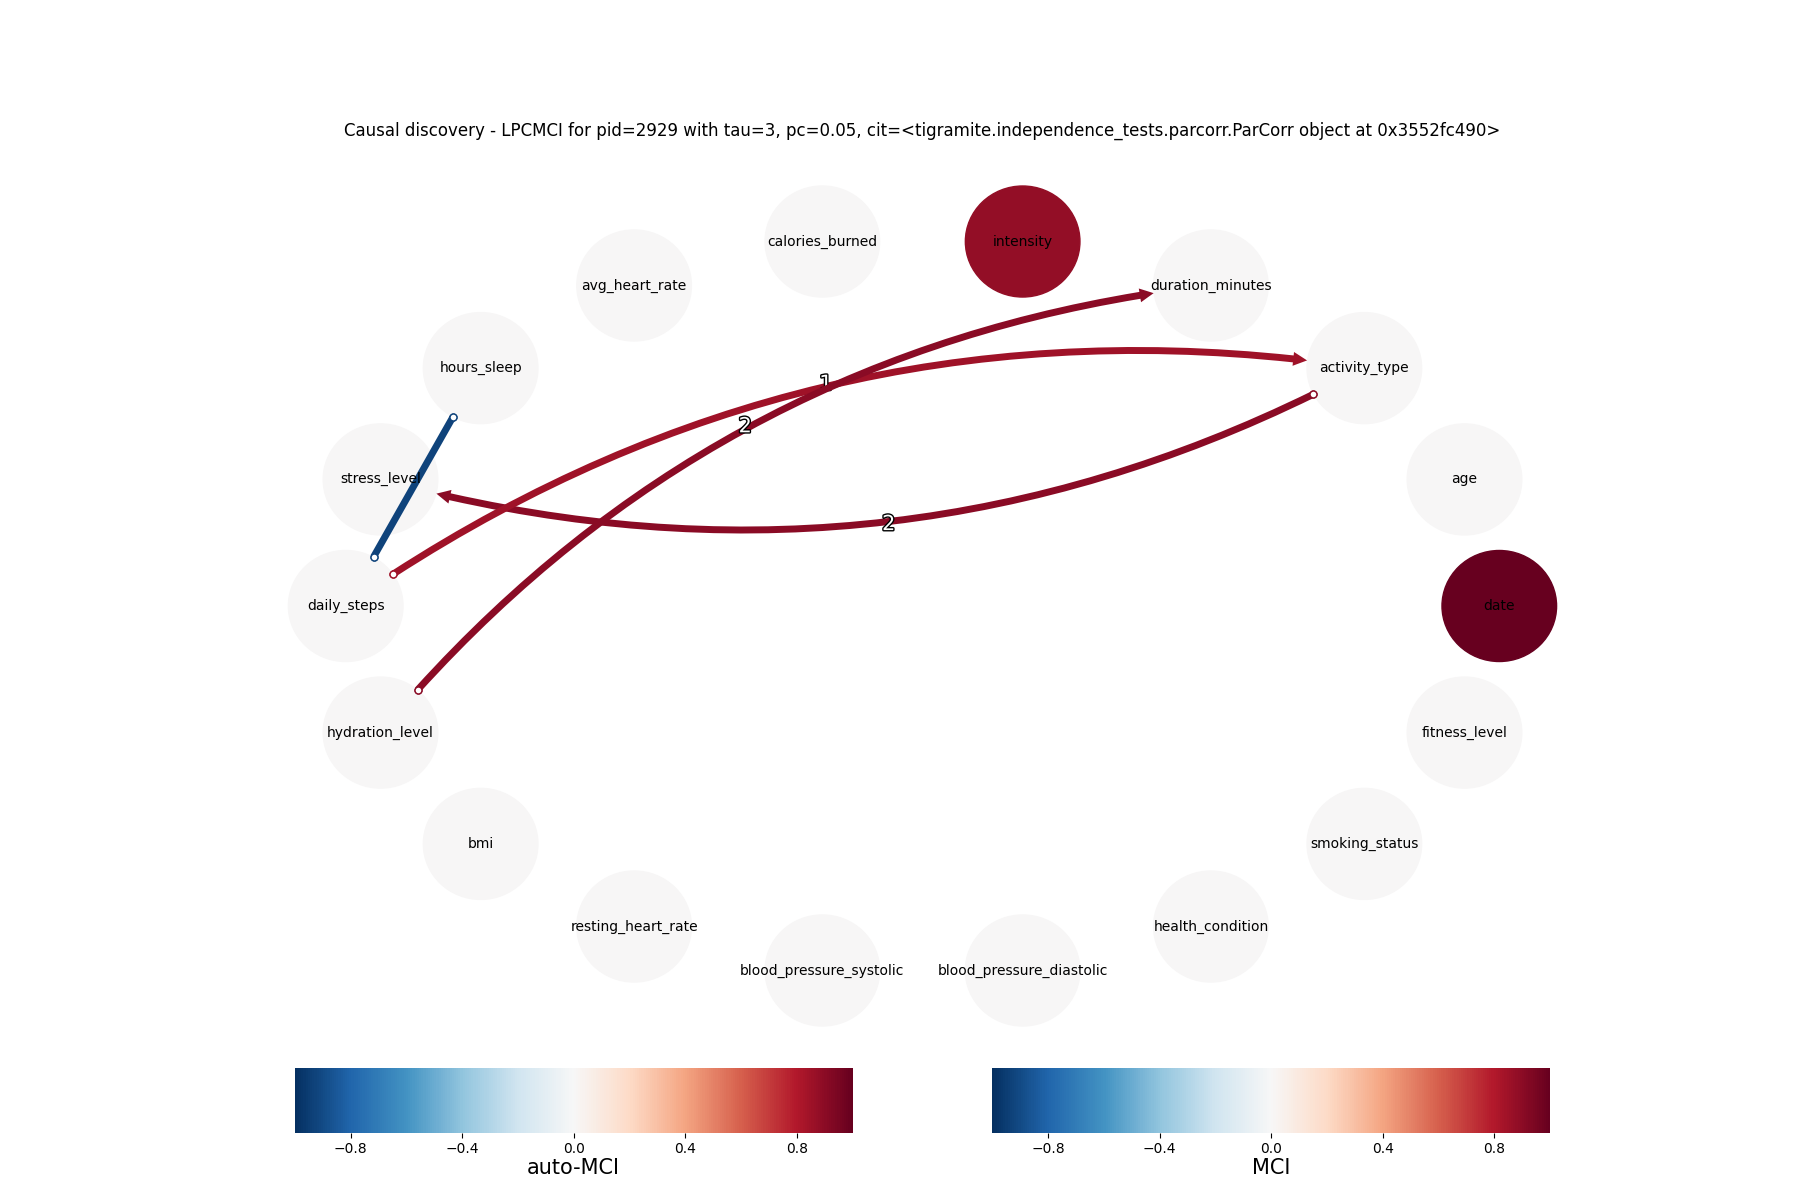 Causal discovery - LPCMCI for pid=2929 with tau=3, pc=0.05, cit=<tigramite.independence_tests.parcorr.ParCorr object at 0x3552fc490>
calories_burned
intensity
avg_heart_rate
duration_minutes
hours_sleep
activity_type
1
2
stress_level
age
2
daily_steps
date
hydration_level
fitness_level
bmi
smoking_status
resting_heart_rate
health_condition
blood_pressure_systolic
blood_pressure_diastolic
−0.8 −0.4 0.0 0.4 0.8
auto-MCI
−0.8 −0.4 0.0 0.4 0.8
MCI